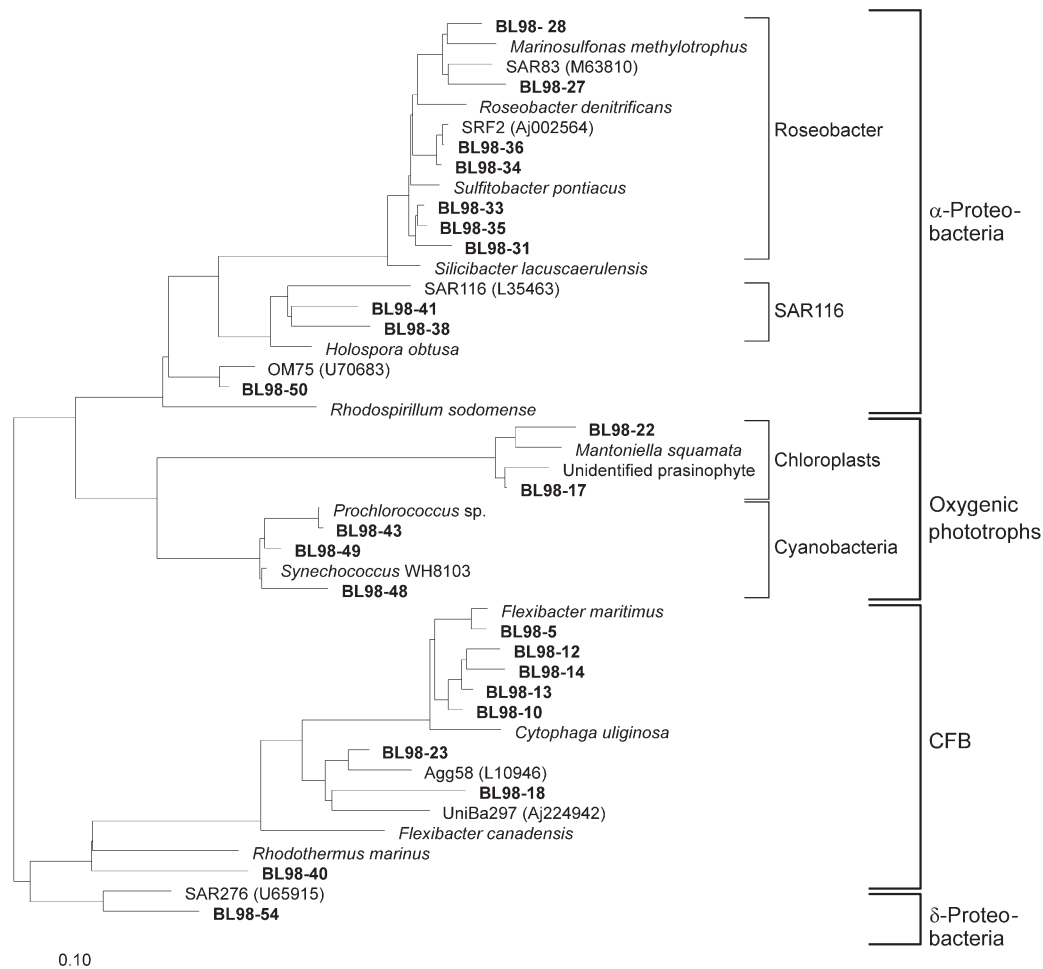 BL98- 28
Marinosulfonas methylotrophus
SAR83 (M63810)
BL98-27
Roseobacter denitrificans
SRF2 (Aj002564)
BL98-36
BL98-34
Sulfitobacter pontiacus
BL98-33
BL98-35
BL98-31
Silicibacter lacuscaerulensis
Roseobacter
SAR116 (L35463)
BL98-41
BL98-38
Holospora obtusa
SAR116
OM75 (U70683)
BL98-50
Rhodospirillum sodomense
α-Proteo-
bacteria
BL98-22
Mantoniella squamata
Unidentified prasinophyte
BL98-17
Chloroplasts
Prochlorococcus sp.
BL98-43
BL98-49
Synechococcus WH8103
BL98-48
Cyanobacteria
Oxygenic
phototrophs
Flexibacter maritimus
BL98-5
BL98-12
BL98-14
BL98-13
BL98-10
Cytophaga uliginosa
BL98-23
Agg58 (L10946)
BL98-18
UniBa297 (Aj224942)
Flexibacter canadensis
Rhodothermus marinus
BL98-40
CFB
SAR276 (U65915)
BL98-54
δ-Proteo-
bacteria
0.10